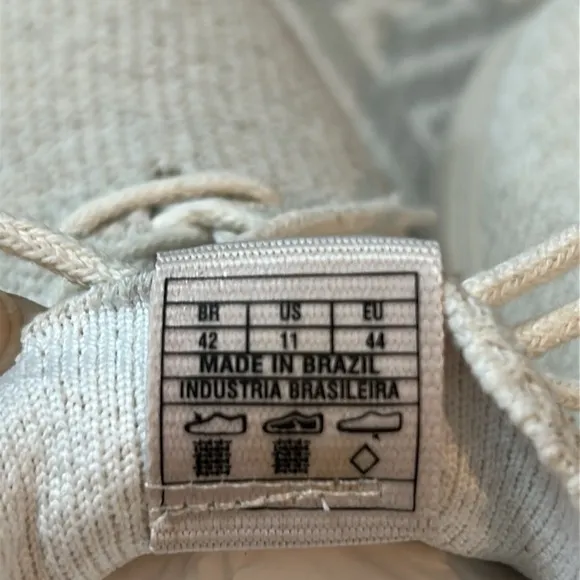 BR US EU
42 11 44
MADE IN BRAZIL
INDUSTRIA BRASILEIRA